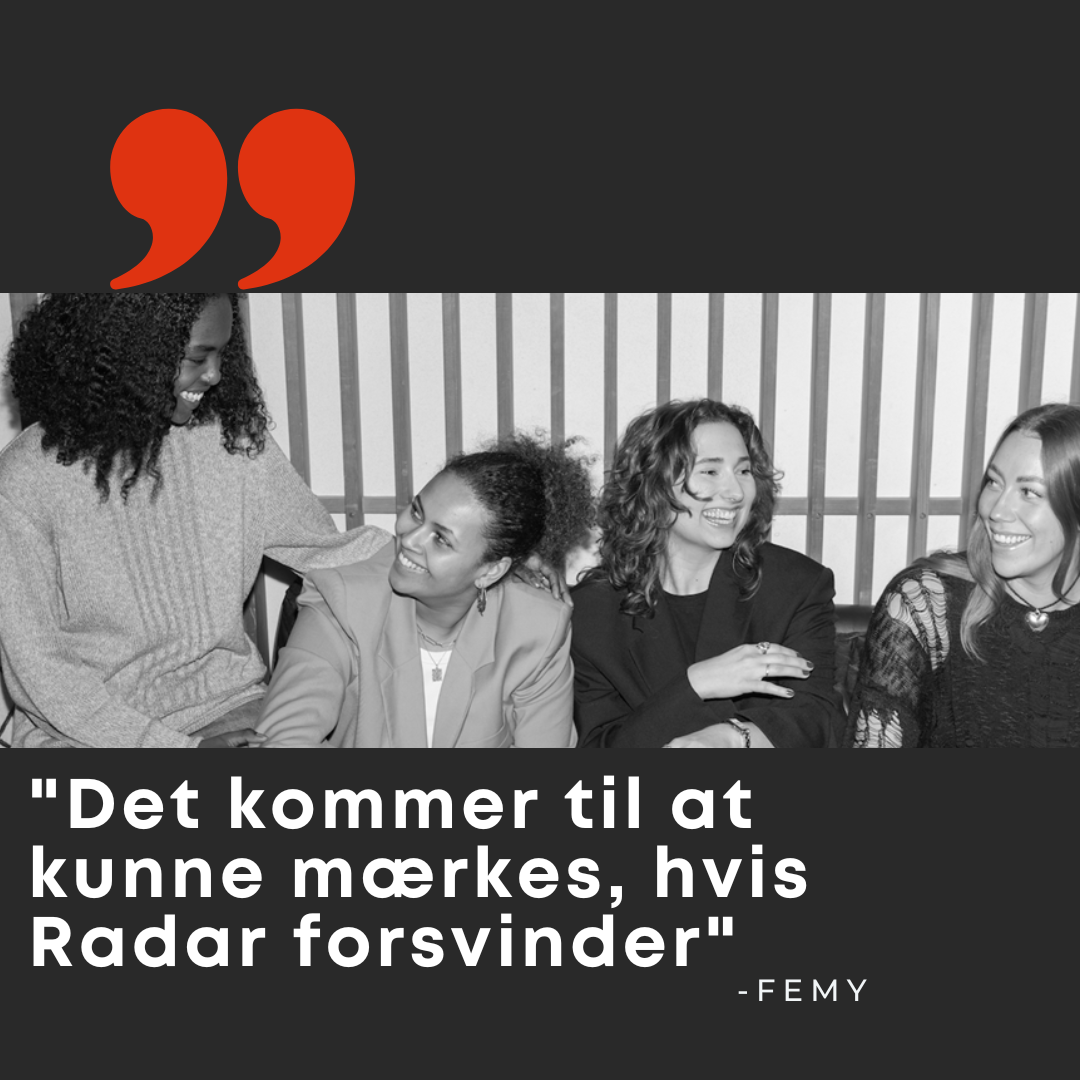 "Det kommer til at
kunne mærkes, hvis
Radar forsvinder"
-FEMY